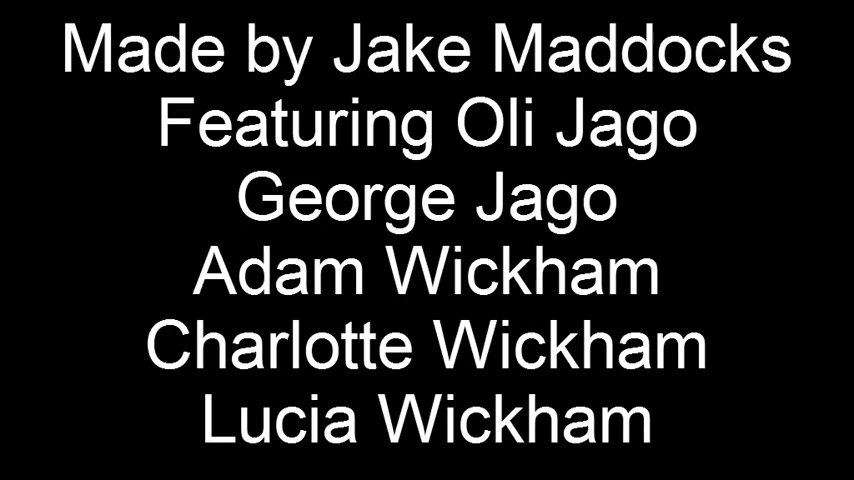 Made by Jake Maddocks
Featuring Oli Jago
George Jago
Adam Wickham
Charlotte Wickham
Lucia Wickham